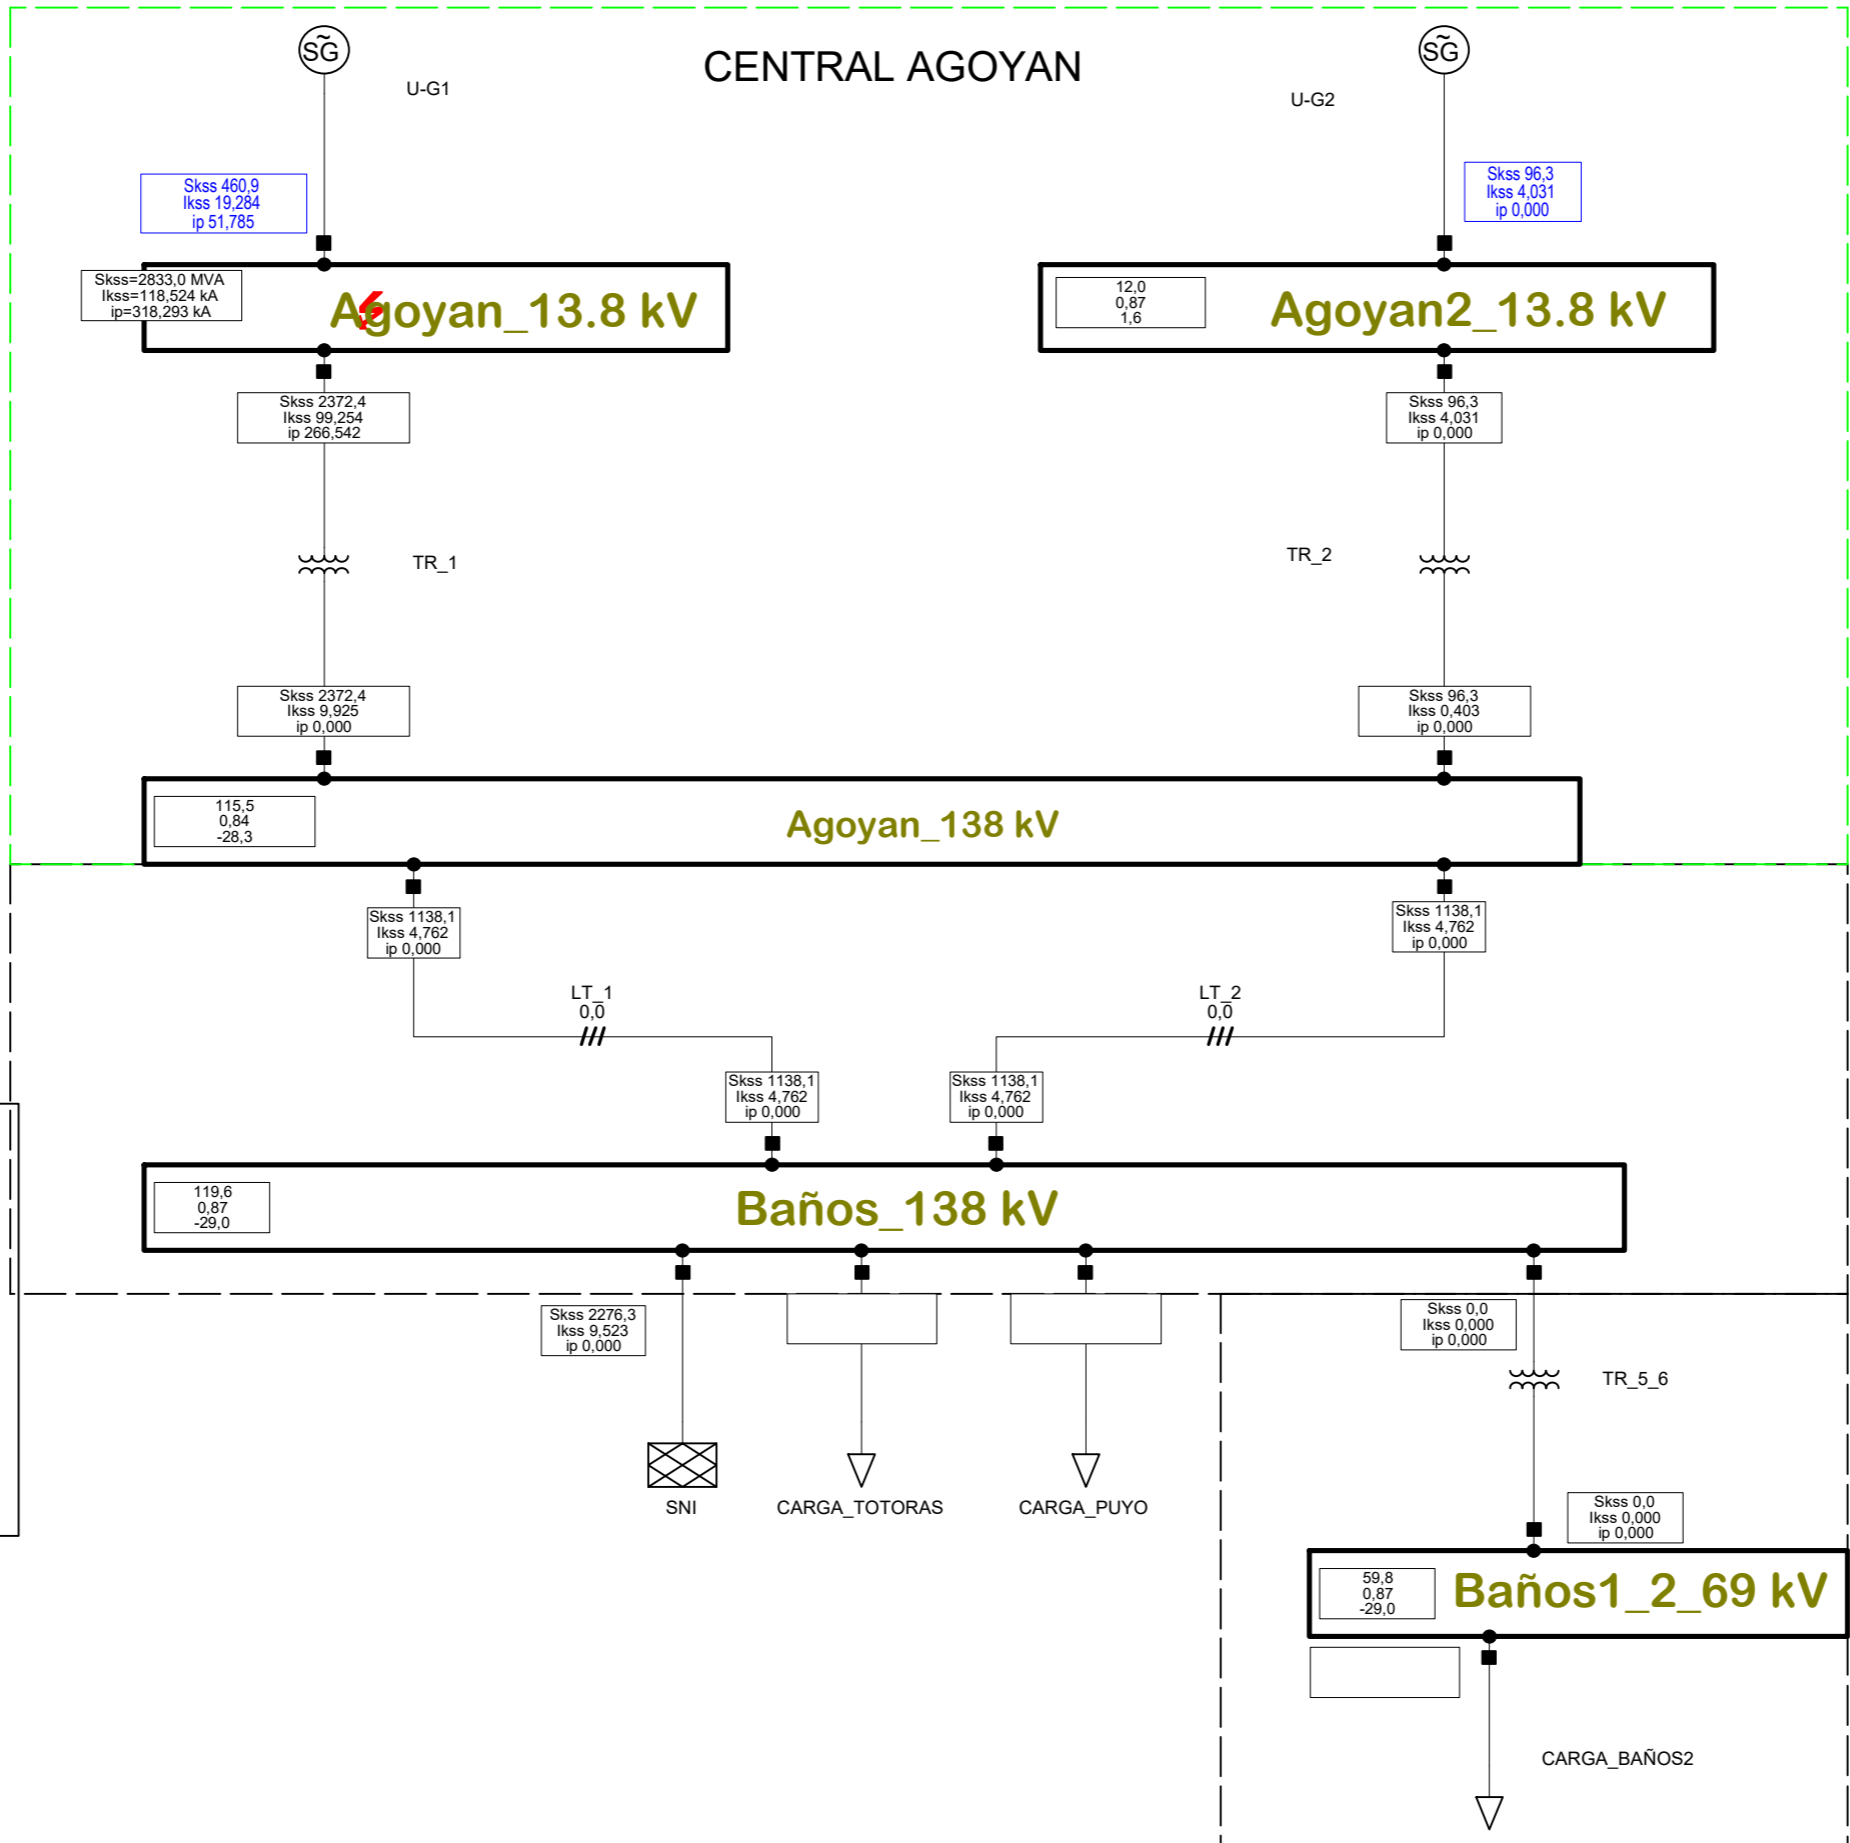 S̃G
S̃G
CENTRAL AGOYAN
U-G1
U-G2
Skss 460,9
Ikss 19,284
ip 51,785
Skss 96,3
Ikss 4,031
ip 0,000
Skss=2833,0 MVA
Ikss=118,524 kA
ip=318,293 kA
Agoyan_13.8 kV
12,0
0,87
1,6
Agoyan2_13.8 kV
Skss 2372,4
Ikss 99,254
ip 266,542
Skss 96,3
Ikss 4,031
ip 0,000
TR_1
TR_2
Skss 2372,4
Ikss 9,925
ip 0,000
Skss 96,3
Ikss 0,403
ip 0,000
115,5
0,84
-28,3
Agoyan_138 kV
Skss 1138,1
Ikss 4,762
ip 0,000
Skss 1138,1
Ikss 4,762
ip 0,000
LT_1
0,0
LT_2
0,0
Skss 1138,1
Ikss 4,762
ip 0,000
Skss 1138,1
Ikss 4,762
ip 0,000
119,6
0,87
-29,0
Baños_138 kV
Skss 2276,3
Ikss 9,523
ip 0,000
Skss 0,0
Ikss 0,000
ip 0,000
TR_5_6
SNI
CARGA_TOTORAS
CARGA_PUYO
Skss 0,0
Ikss 0,000
ip 0,000
59,8
0,87
-29,0
Baños1_2_69 kV
CARGA_BAÑOS2